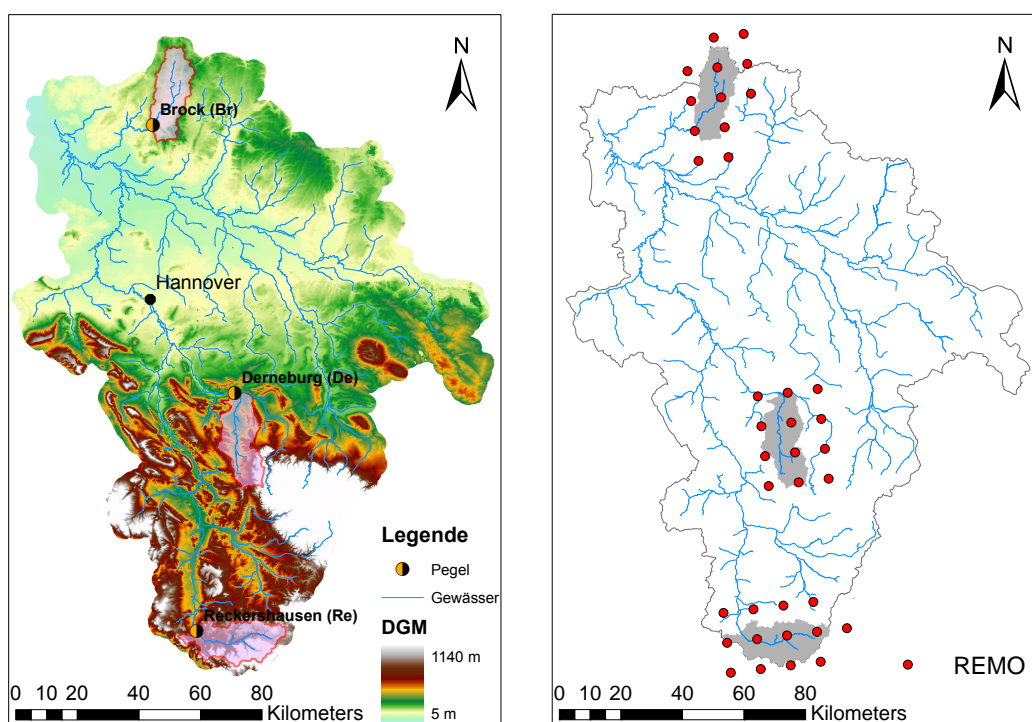 N
Brock (Br)
Hannover
Derneburg (De)
Reckershausen (Re)
Legende
Pegel
Gewässer
DGM
1140 m
5 m
0 10 20 40 60 80
Kilometers
N
REMO
0 10 20 40 60 80
Kilometers